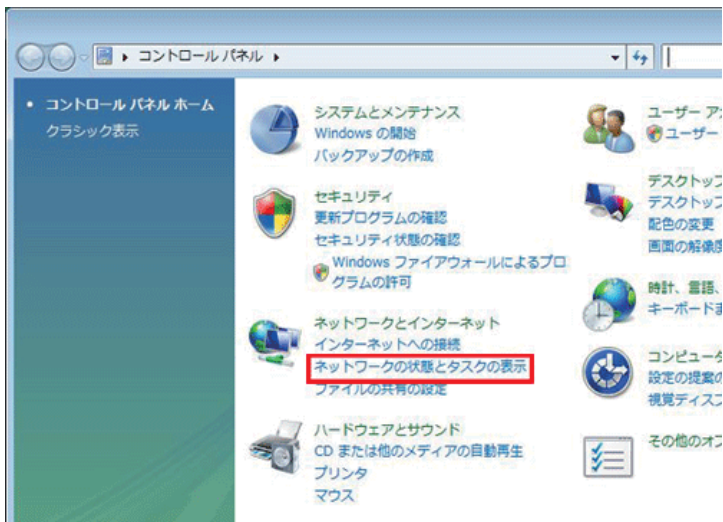 コントロール パネル
コントロール パネル ホーム
クラシック表示
システムとメンテナンス
Windows の開始
バックアップの作成
セキュリティ
更新プログラムの確認
セキュリティ状態の確認
Windows ファイアウォールによるプロ
グラムの許可
ネットワークとインターネット
インターネットへの接続
ネットワークの状態とタスクの表示
ファイルの共有の設定
ハードウェアとサウンド
CD または他のメディアの自動再生
プリンタ
マウス
ユーザー ア
ユーザー
デスクトップ
デスクトップ
配色の変更
画面の解像
時計、言語、
キーボード
コンピュータ
設定の提案の
視覚ディス
その他のオ